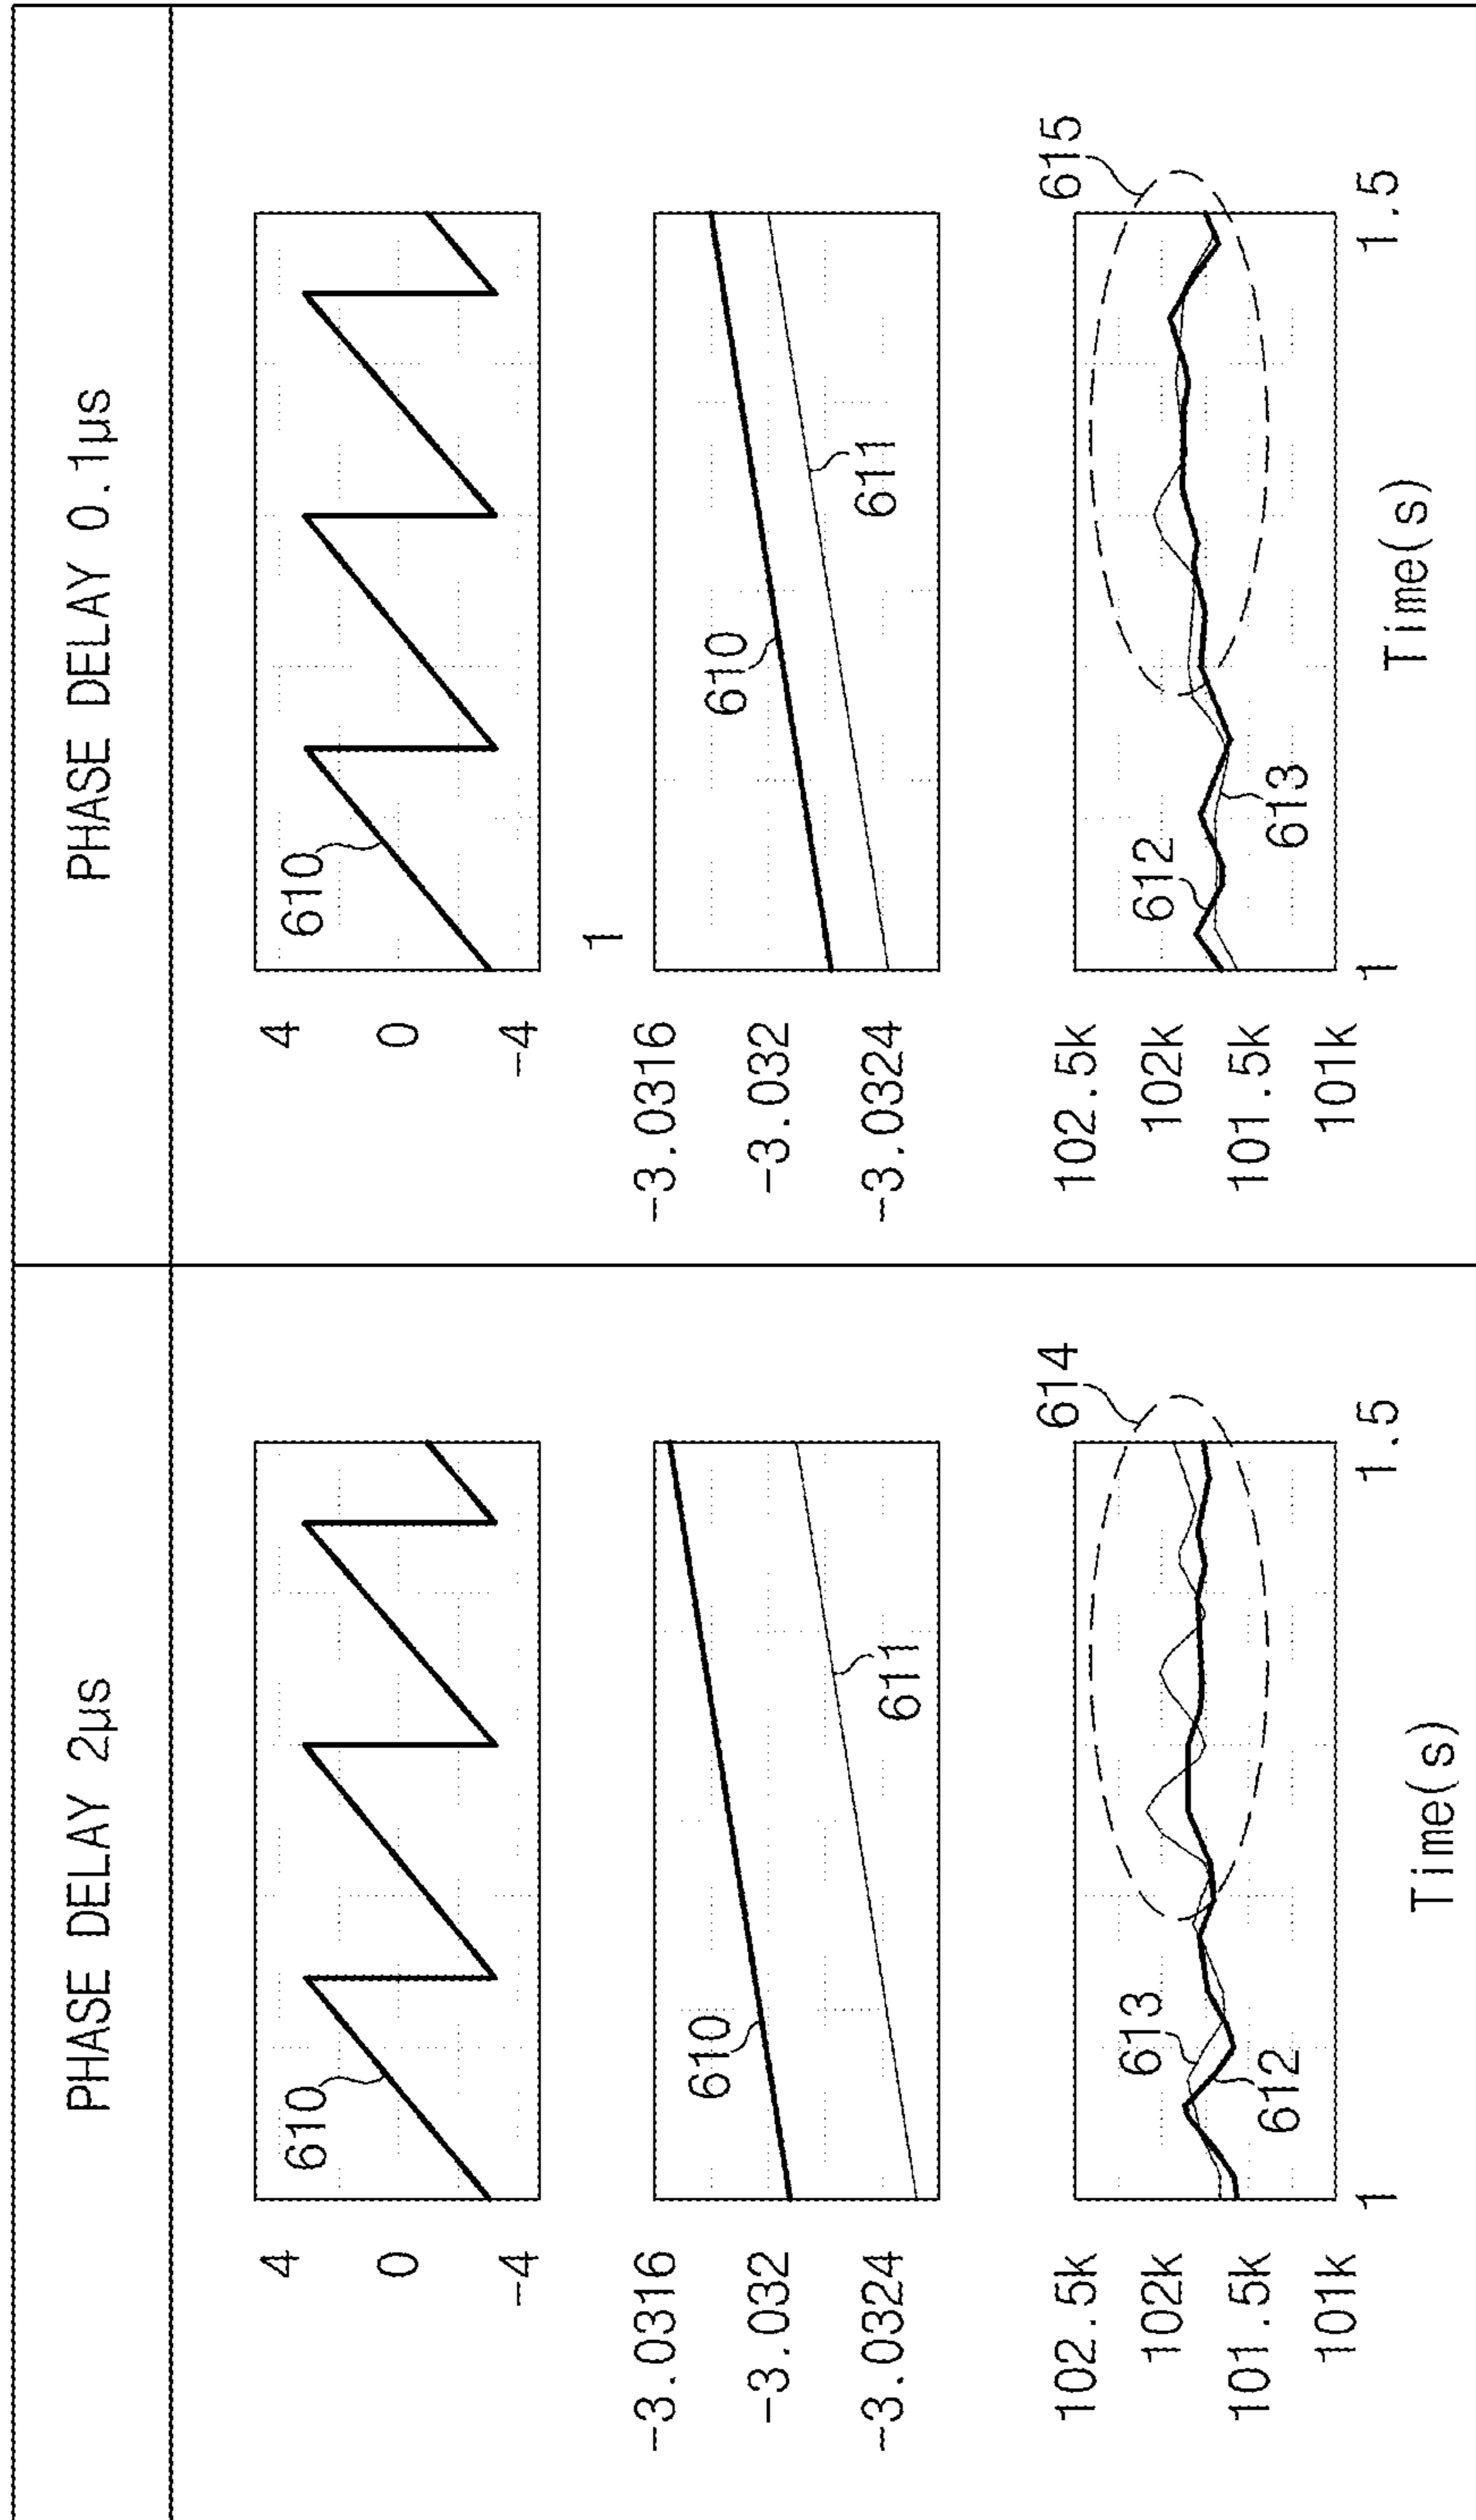 PHASE DELAY 2μs
610
4
0
-4
610
611
-3.0316
-3.032
-3.0324
614
613
612
102.5k
102k
101.5k
101k
1
1.5
Time(s)
PHASE DELAY 0.1μs
610
4
0
-4
1
610
611
-3.0316
-3.032
-3.0324
615
612
613
102.5k
102k
101.5k
101k
1
1.5
Time(s)